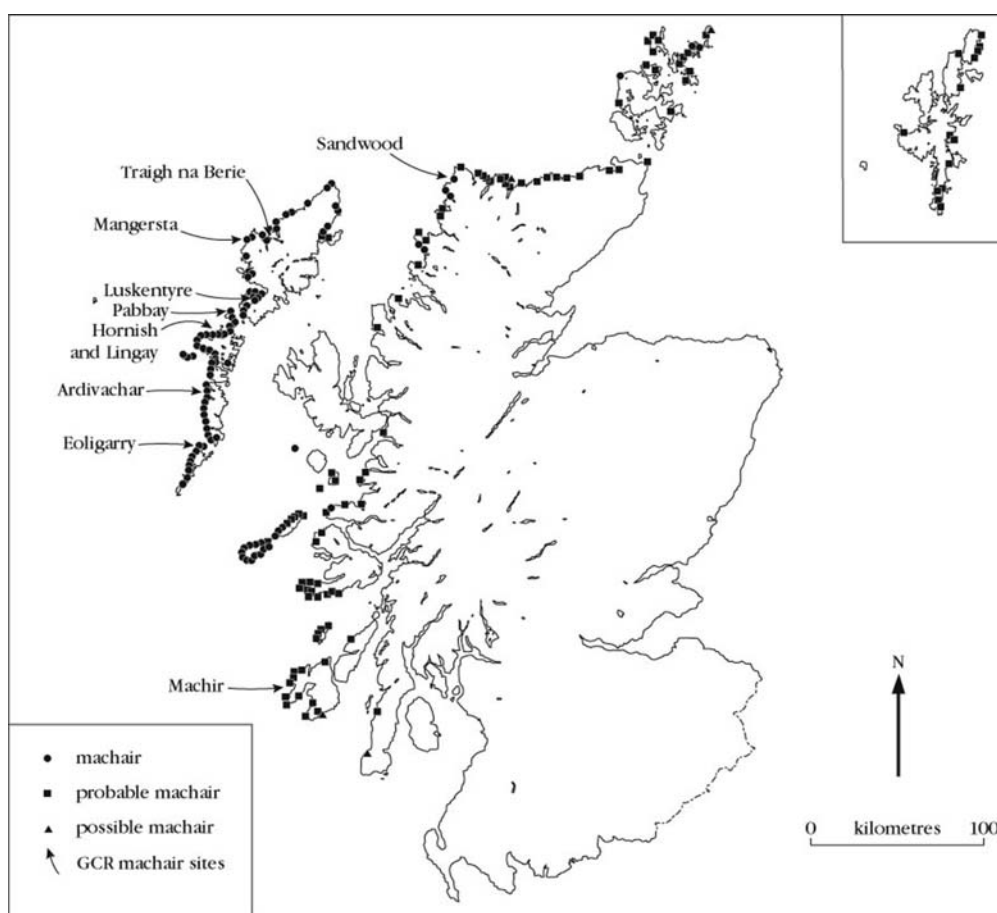 Sandwood
Traigh na Berie
Mangersta
Luskentyre
Pabbay
Hornish
and Lingay
Ardivachar
Eoligarry
Machir
N
0 kilometres 100
machair
probable machair
possible machair
GCR machair sites